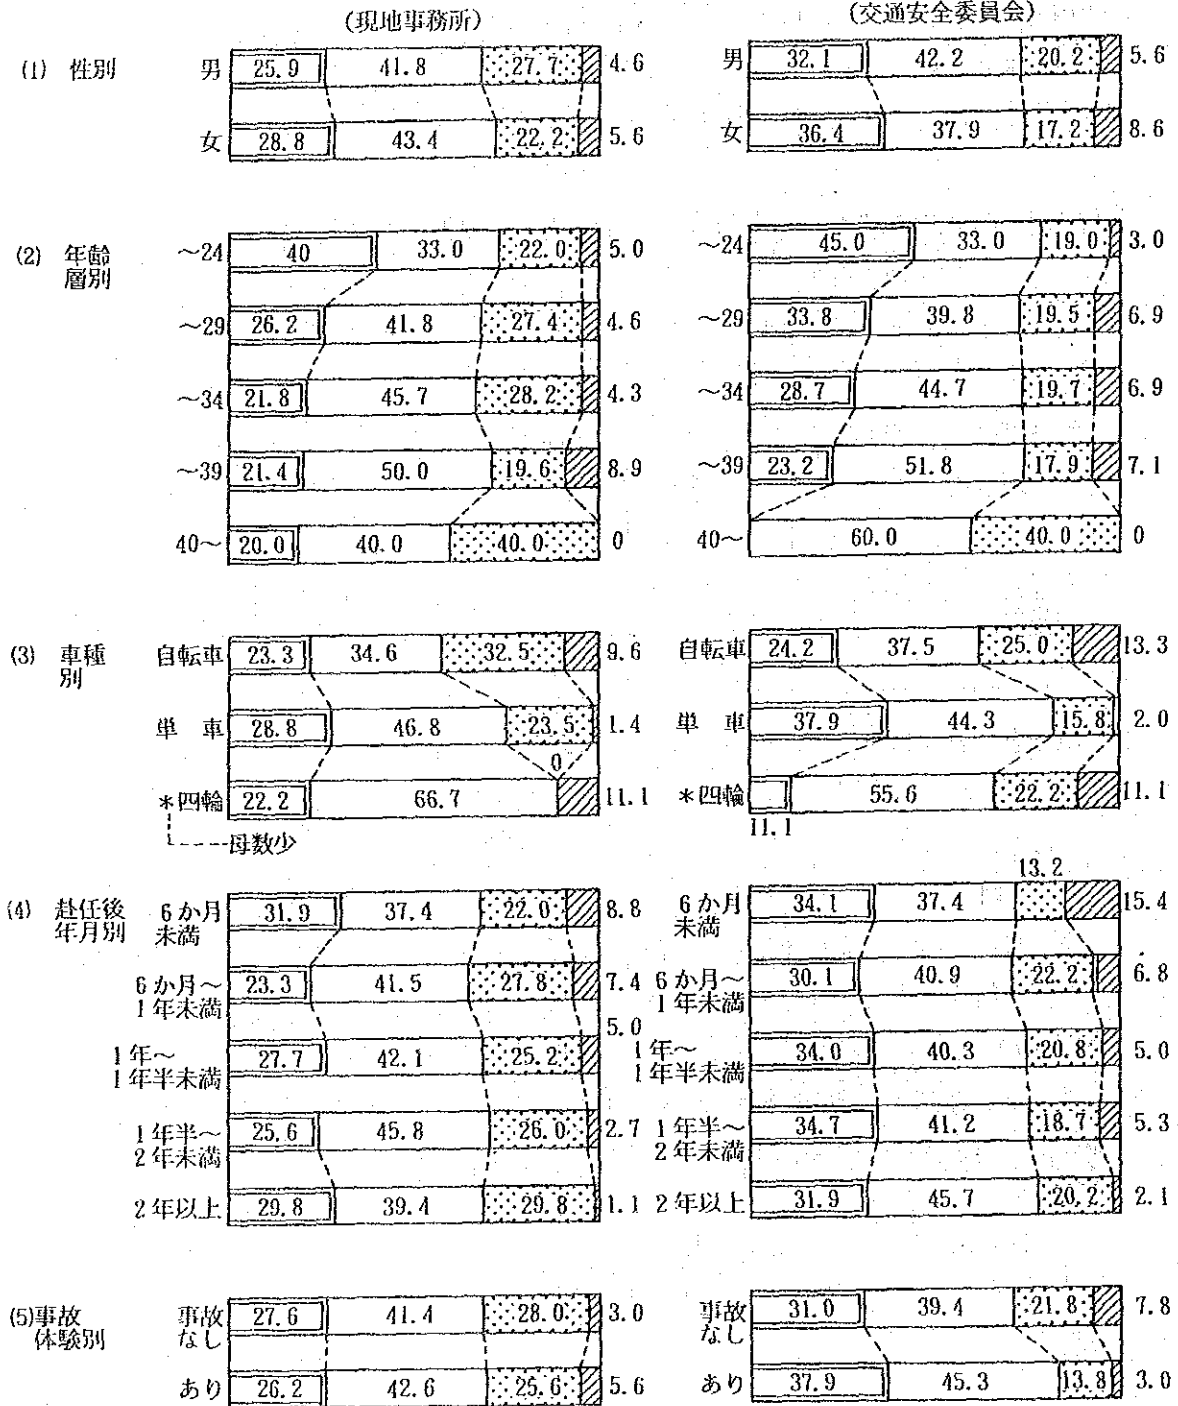 (現地事務所) (交通安全委員会)
(1) 性別 男 25.9 41.8 27.7 4.6 男 32.1 42.2 20.2 5.6
女 28.8 43.4 22.2 5.6 女 36.4 37.9 17.2 8.6
(2) 年齢 ～24 40 33.0 22.0 5.0 ～24 45.0 33.0 19.0 3.0
層別
～29 26.2 41.8 27.4 4.6 ～29 33.8 39.8 19.5 6.9
～34 21.8 45.7 28.2 4.3 ～34 28.7 44.7 19.7 6.9
～39 21.4 50.0 19.6 8.9 ～39 23.2 51.8 17.9 7.1
40～ 20.0 40.0 40.0 0 40～ 60.0 40.0 0
(3) 車種 自転車 23.3 34.6 32.5 9.6 自転車 24.2 37.5 25.0 13.3
別
単車 28.8 46.8 23.5 1.4 単車 37.9 44.3 15.8 2.0
0
*四輪 22.2 66.7 11.1 *四輪 55.6 22.2 11.1
11.1
母数少
13.2
(4) 赴任後 6か月 31.9 37.4 22.0 8.8 6か月 34.1 37.4 15.4
年月別 未満 未満
6か月～ 23.3 41.5 27.8 7.4 6か月～ 30.1 40.9 22.2 6.8
1年未満 1年未満
5.0
1年～ 27.7 42.1 25.2 1年～ 34.0 40.3 20.8 5.0
1年半未満 1年半未満
1年半～ 25.6 45.8 26.0 2.7 1年半～ 34.7 41.2 18.7 5.3
2年未満 2年未満
2年以上 29.8 39.4 29.8 1.1 2年以上 31.9 45.7 20.2 2.1
(5)事故 事故 27.6 41.4 28.0 3.0 事故 31.0 39.4 21.8 7.8
体験別 なし なし
あり 26.2 42.6 25.6 5.6 あり 37.9 45.3 13.8 3.0